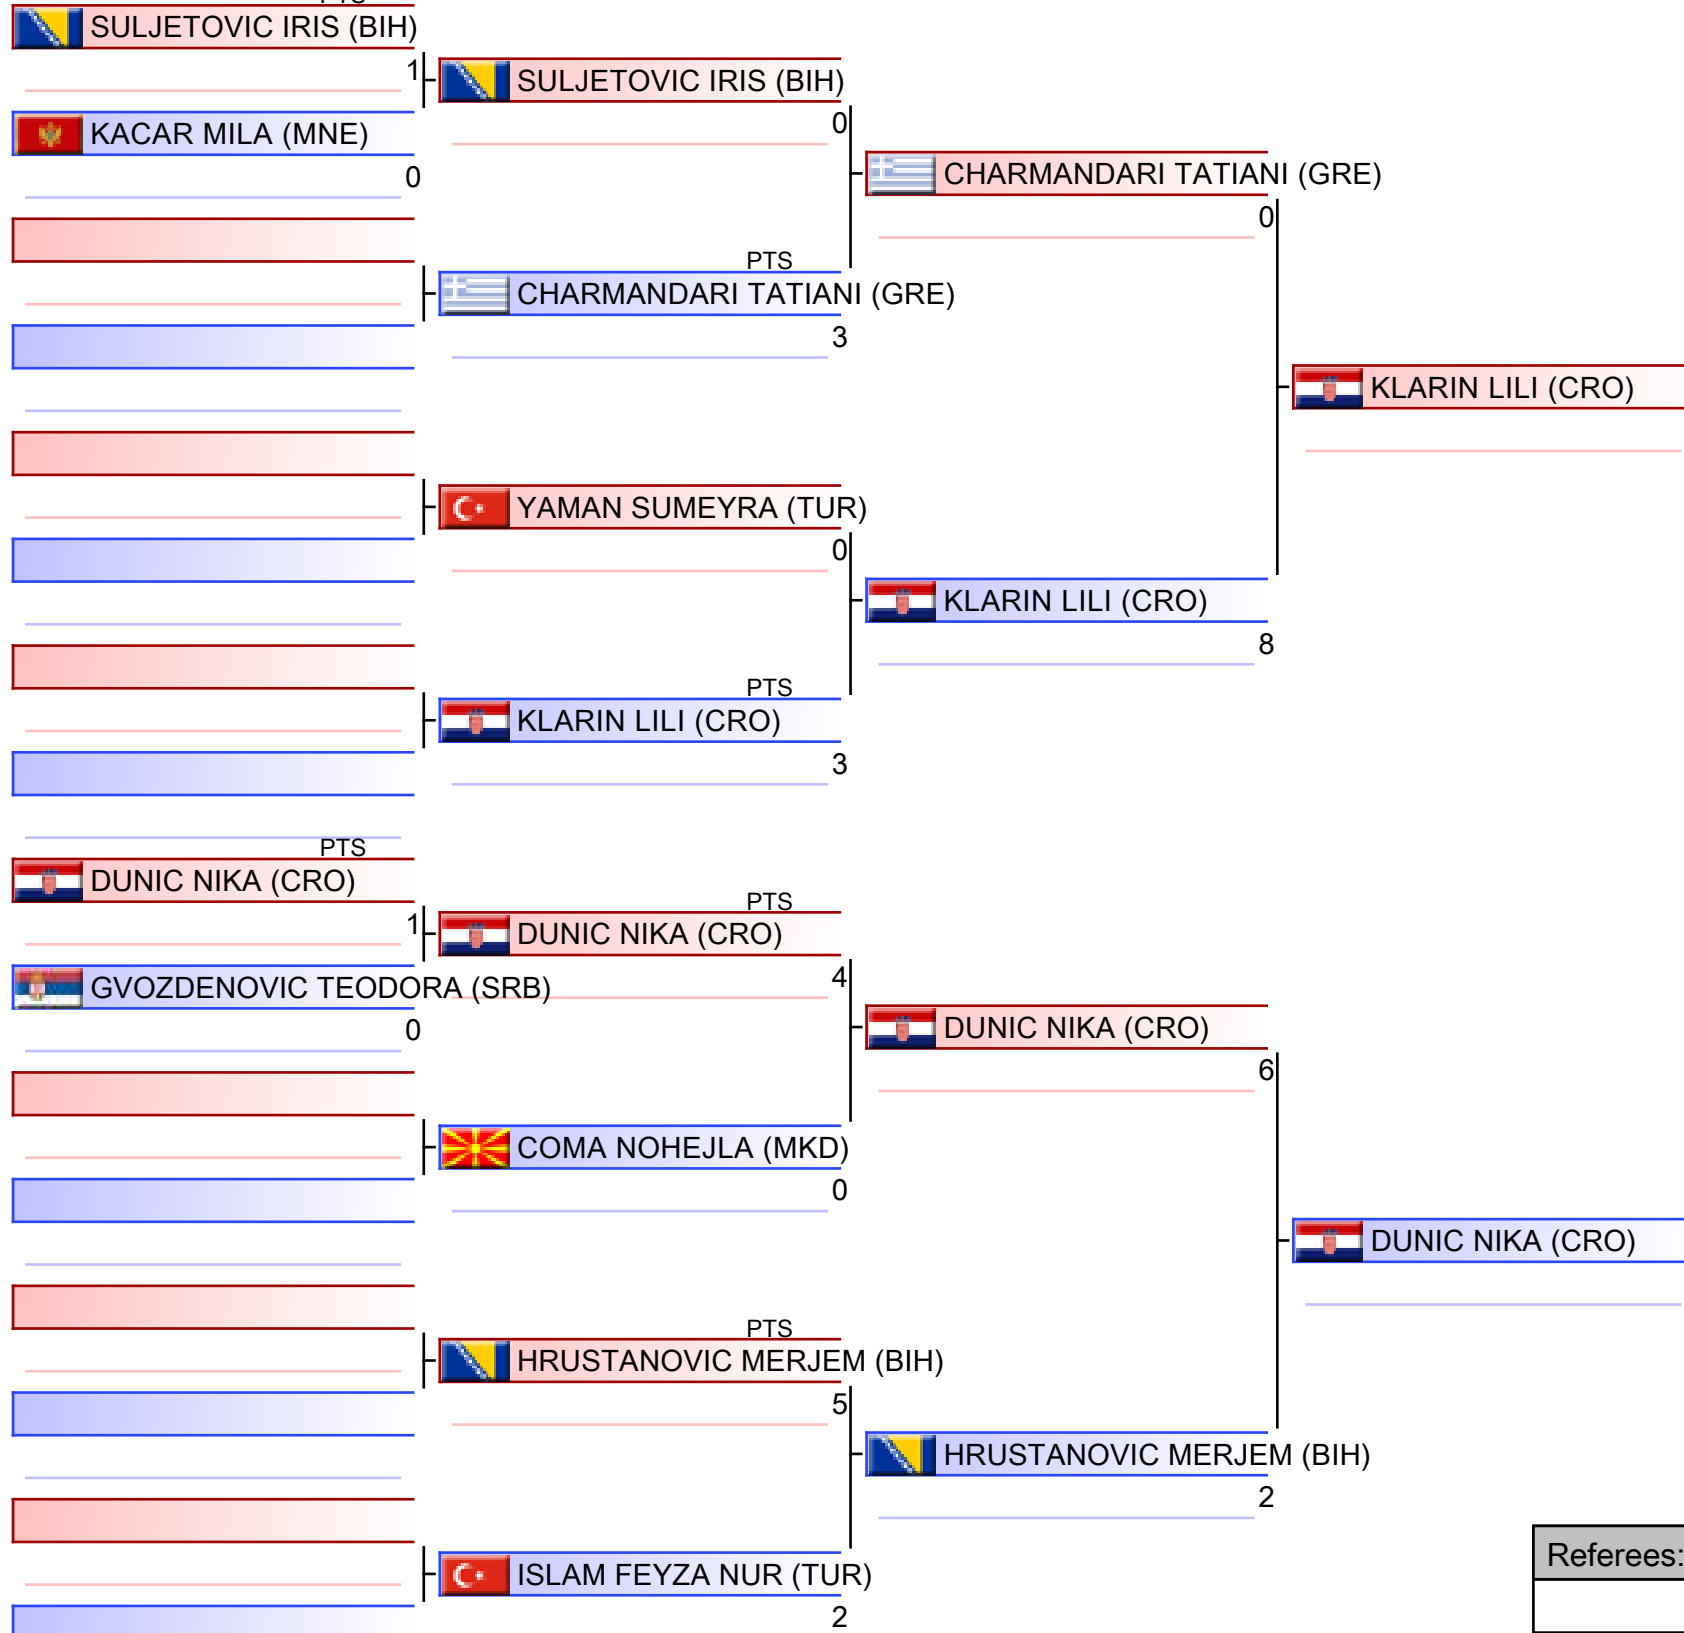 PTS
SULJETOVIC IRIS (BIH)
1
KACAR MILA (MNE)
0
PTS
DUNIC NIKA (CRO)
1
GVOZDENOVIC TEODORA (SRB)
0
SULJETOVIC IRIS (BIH)
0
PTS
CHARMANDARI TATIANI (GRE)
3
YAMAN SUMEYRA (TUR)
0
PTS
KLARIN LILI (CRO)
3
PTS
DUNIC NIKA (CRO)
4
COMA NOHEJLA (MKD)
0
PTS
HRUSTANOVIC MERJEM (BIH)
5
ISLAM FEYZA NUR (TUR)
2
CHARMANDARI TATIANI (GRE)
0
KLARIN LILI (CRO)
8
DUNIC NIKA (CRO)
6
HRUSTANOVIC MERJEM (BIH)
2
KLARIN LILI (CRO)
DUNIC NIKA (CRO)
Referees: